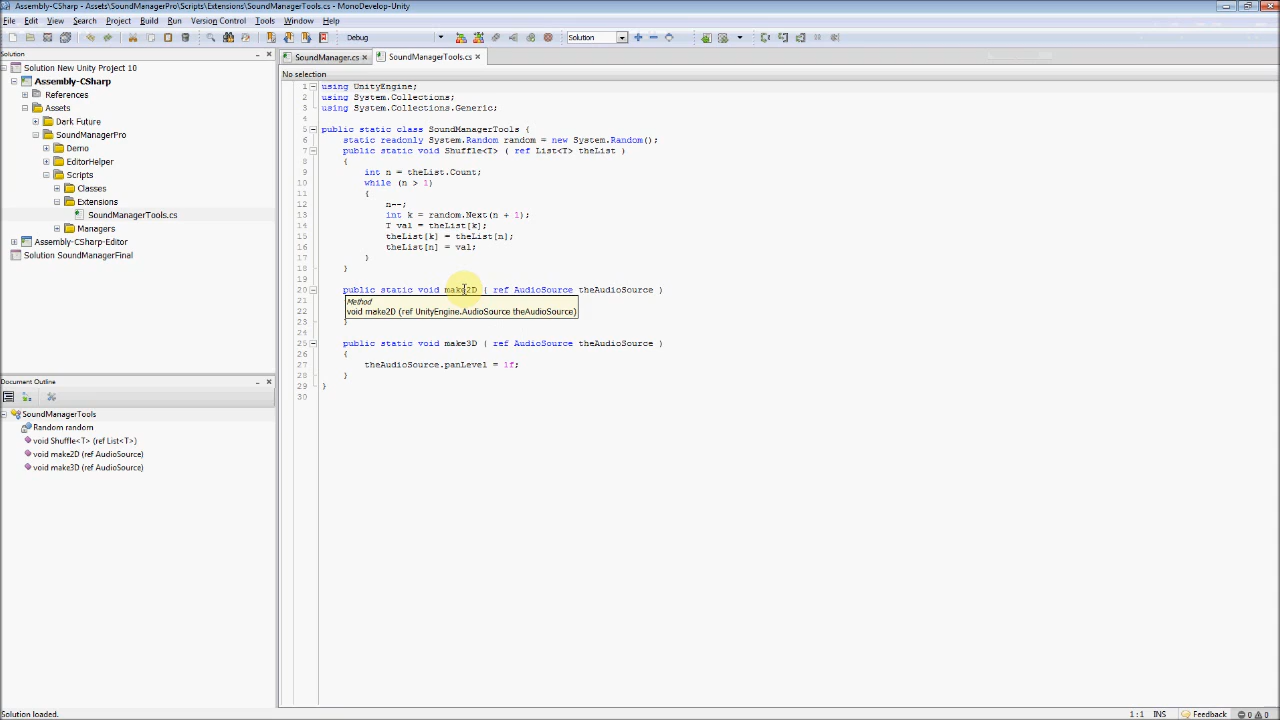 Assembly-CSharp - Assets\SoundManagerPro\Scripts\Extensions\SoundManagerTools.cs - MonoDevelop-Unity
File Edit View Search Project Build Run Version Control Tools Window Help
Debug
Solution
Solution
SoundManager.cs
SoundManagerTools.cs
No selection
Solution New Unity Project 10
Assembly-CSharp
References
Assets
Dark Future
SoundManagerPro
Demo
EditorHelper
Scripts
Classes
Extensions
SoundManagerTools.cs
Managers
Assembly-CSharp-Editor
Solution SoundManagerFinal
Document Outline
SoundManagerTools
Random random
void Shuffle<T> (ref List<T>)
void make2D (ref AudioSource)
void make3D (ref AudioSource)
1 using UnityEngine;
2 using System.Collections;
3 using System.Collections.Generic;
4
5 public static class SoundManagerTools {
6 static readonly System.Random random = new System.Random();
7 public static void Shuffle<T> ( ref List<T> theList )
8 {
9 int n = theList.Count;
10 while (n > 1)
11 {
12 n--;
13 int k = random.Next(n + 1);
14 T val = theList[k];
15 theList[k] = theList[n];
16 theList[n] = val;
17 }
18 }
19
20 public static void make2D ( ref AudioSource theAudioSource )
21
Method
22
void make2D (ref UnityEngine.AudioSource theAudioSource)
23 }
24
25 public static void make3D ( ref AudioSource theAudioSource )
26 {
27 theAudioSource.panLevel = 1f;
28 }
29 }
30
Solution loaded.
1 : 1 INS Feedback 0 0